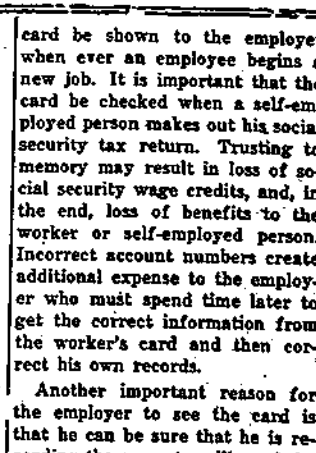 card be shown to the employe
when ever an employee begins a
new job. It is important that the
card be checked when a self-em
ployed person makes out his socia
security tax return. Trusting to
memory may result in loss of so
cial security wage credits, and, in
the end, loss of benefits to the
worker or self-employed person.
Incorrect account numbers create
additional expense to the employ-
er who must spend time later to
get the correct information from
the worker's card and then cor-
rect his own records.
Another important reason for
the employer to see the card is
that he can be sure that he is re-